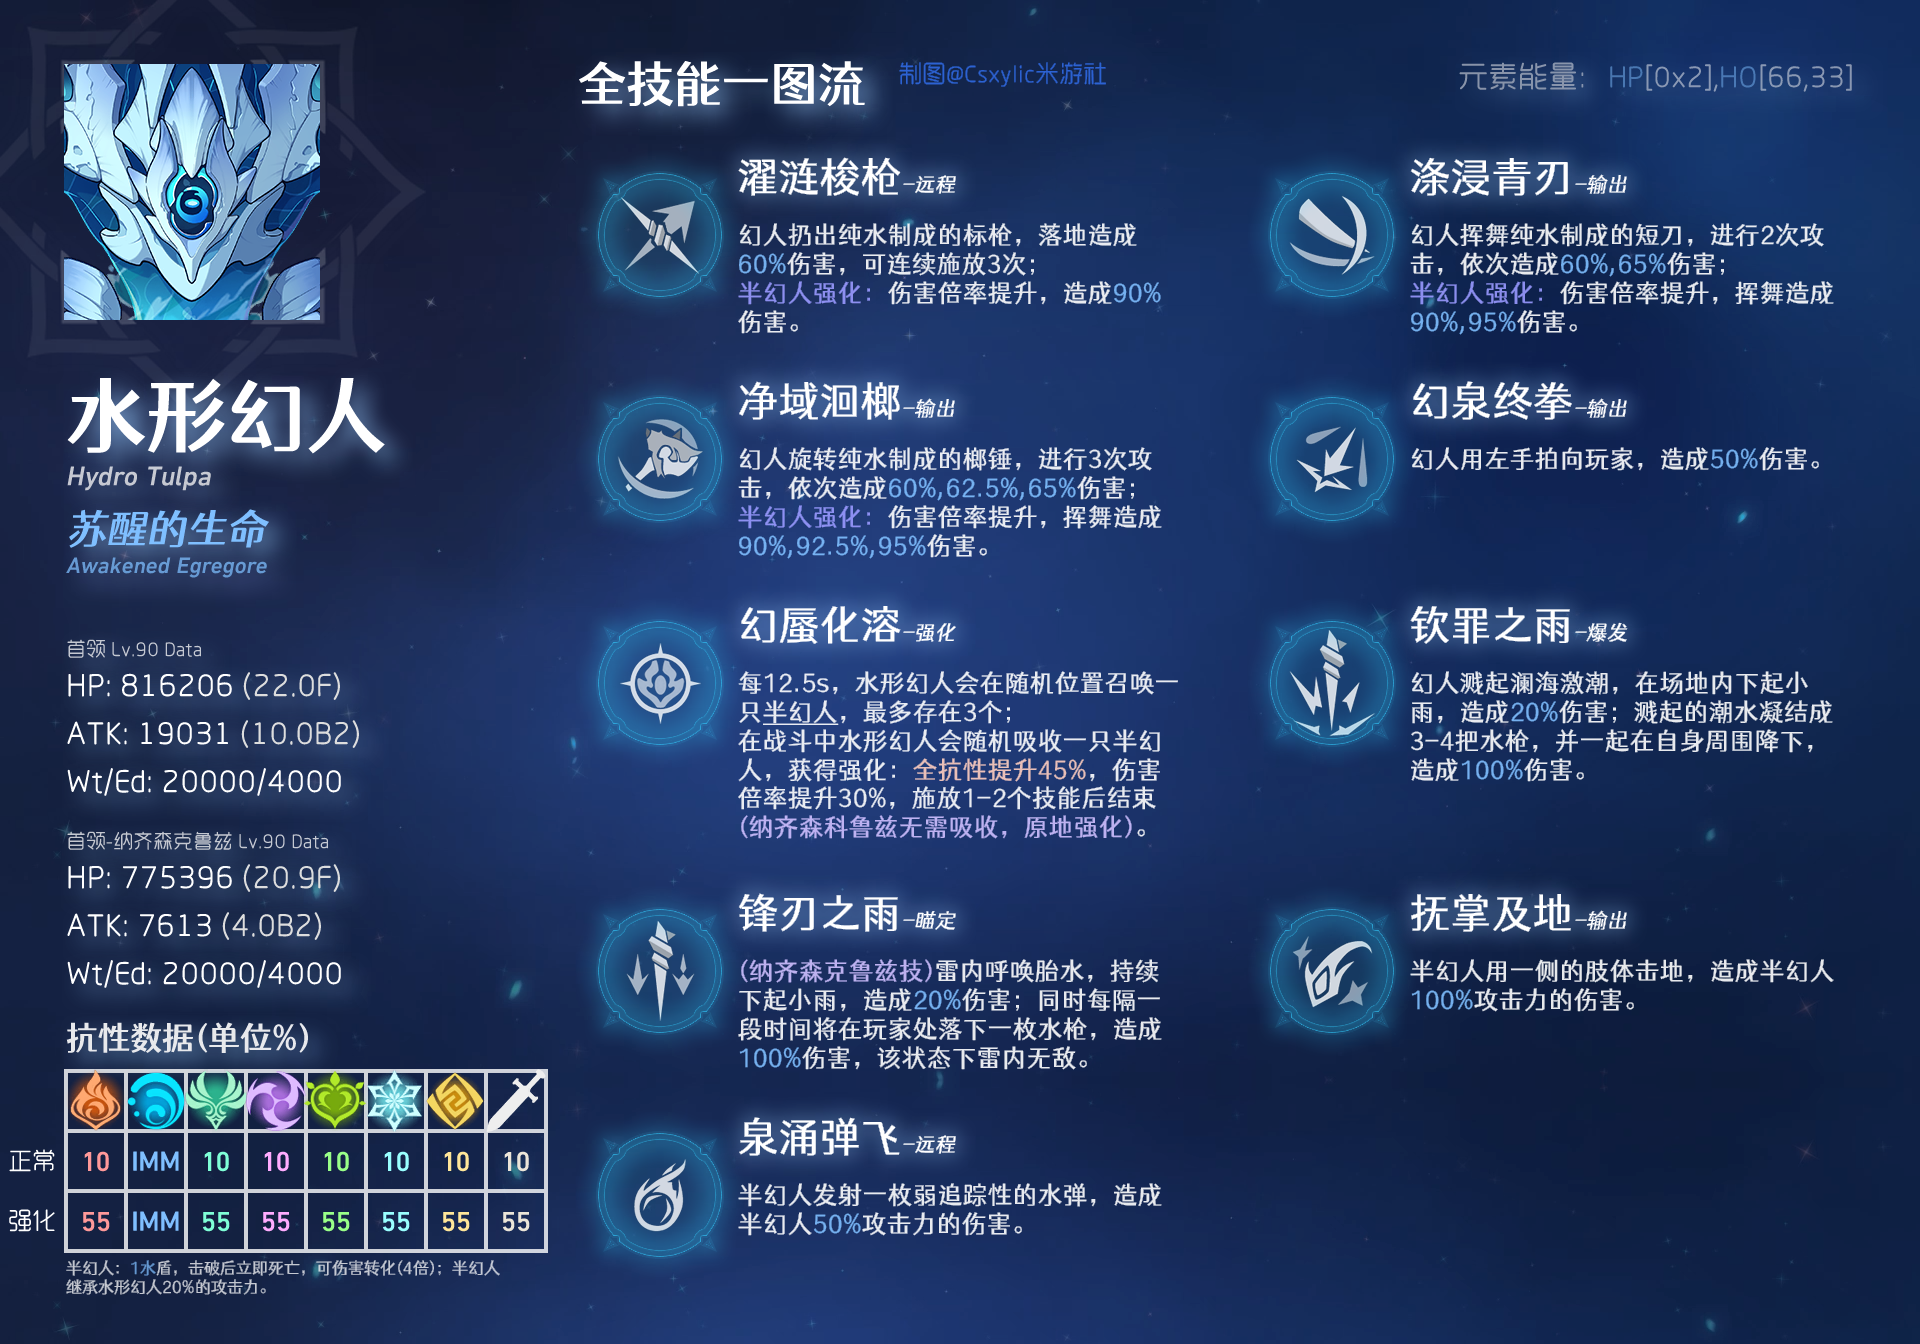 全技能一图流
制图@Csxylic米游社
元素能量： HP[0x2],HO[66,33]
水形幻人
Hydro Tulpa
苏醒的生命
Awakened Egregore
首领 Lv.90 Data
HP: 816206 (22.0F)
ATK: 19031 (10.0B2)
Wt/Ed: 20000/4000
首领-纳齐森克鲁兹 Lv.90 Data
HP: 775396 (20.9F)
ATK: 7613 (4.0B2)
Wt/Ed: 20000/4000
抗性数据(单位%)
正常 10 IMM 10 10 10 10 10 10
强化 55 IMM 55 55 55 55 55 55
半幻人：1水盾，击破后立即死亡，可伤害转化(4倍)；半幻人
继承水形幻人20%的攻击力。
濯涟梭枪-远程
幻人扔出纯水制成的标枪，落地造成
60%伤害，可连续施放3次；
半幻人强化：伤害倍率提升，造成90%
伤害。
涤浸青刃-输出
幻人挥舞纯水制成的短刀，进行2次攻
击，依次造成60%,65%伤害；
半幻人强化：伤害倍率提升，挥舞造成
90%,95%伤害。
净域洄榔-输出
幻人旋转纯水制成的榔锤，进行3次攻
击，依次造成60%,62.5%,65%伤害；
半幻人强化：伤害倍率提升，挥舞造成
90%,92.5%,95%伤害。
幻泉终拳-输出
幻人用左手拍向玩家，造成50%伤害。
幻蜃化溶-强化
每12.5s，水形幻人会在随机位置召唤一
只半幻人，最多存在3个；
在战斗中水形幻人会随机吸收一只半幻
人，获得强化：全抗性提升45%，伤害
倍率提升30%，施放1-2个技能后结束
(纳齐森科鲁兹无需吸收，原地强化)。
钦罪之雨-爆发
幻人溅起澜海激潮，在场地内下起小
雨，造成20%伤害；溅起的潮水凝结成
3-4把水枪，并一起在自身周围降下，
造成100%伤害。
锋刃之雨-瞄定
(纳齐森克鲁兹技)雷内呼唤胎水，持续
下起小雨，造成20%伤害；同时每隔一
段时间将在玩家处落下一枚水枪，造成
100%伤害，该状态下雷内无敌。
抚掌及地-输出
半幻人用一侧的肢体击地，造成半幻人
100%攻击力的伤害。
泉涌弹飞-远程
半幻人发射一枚弱追踪性的水弹，造成
半幻人50%攻击力的伤害。